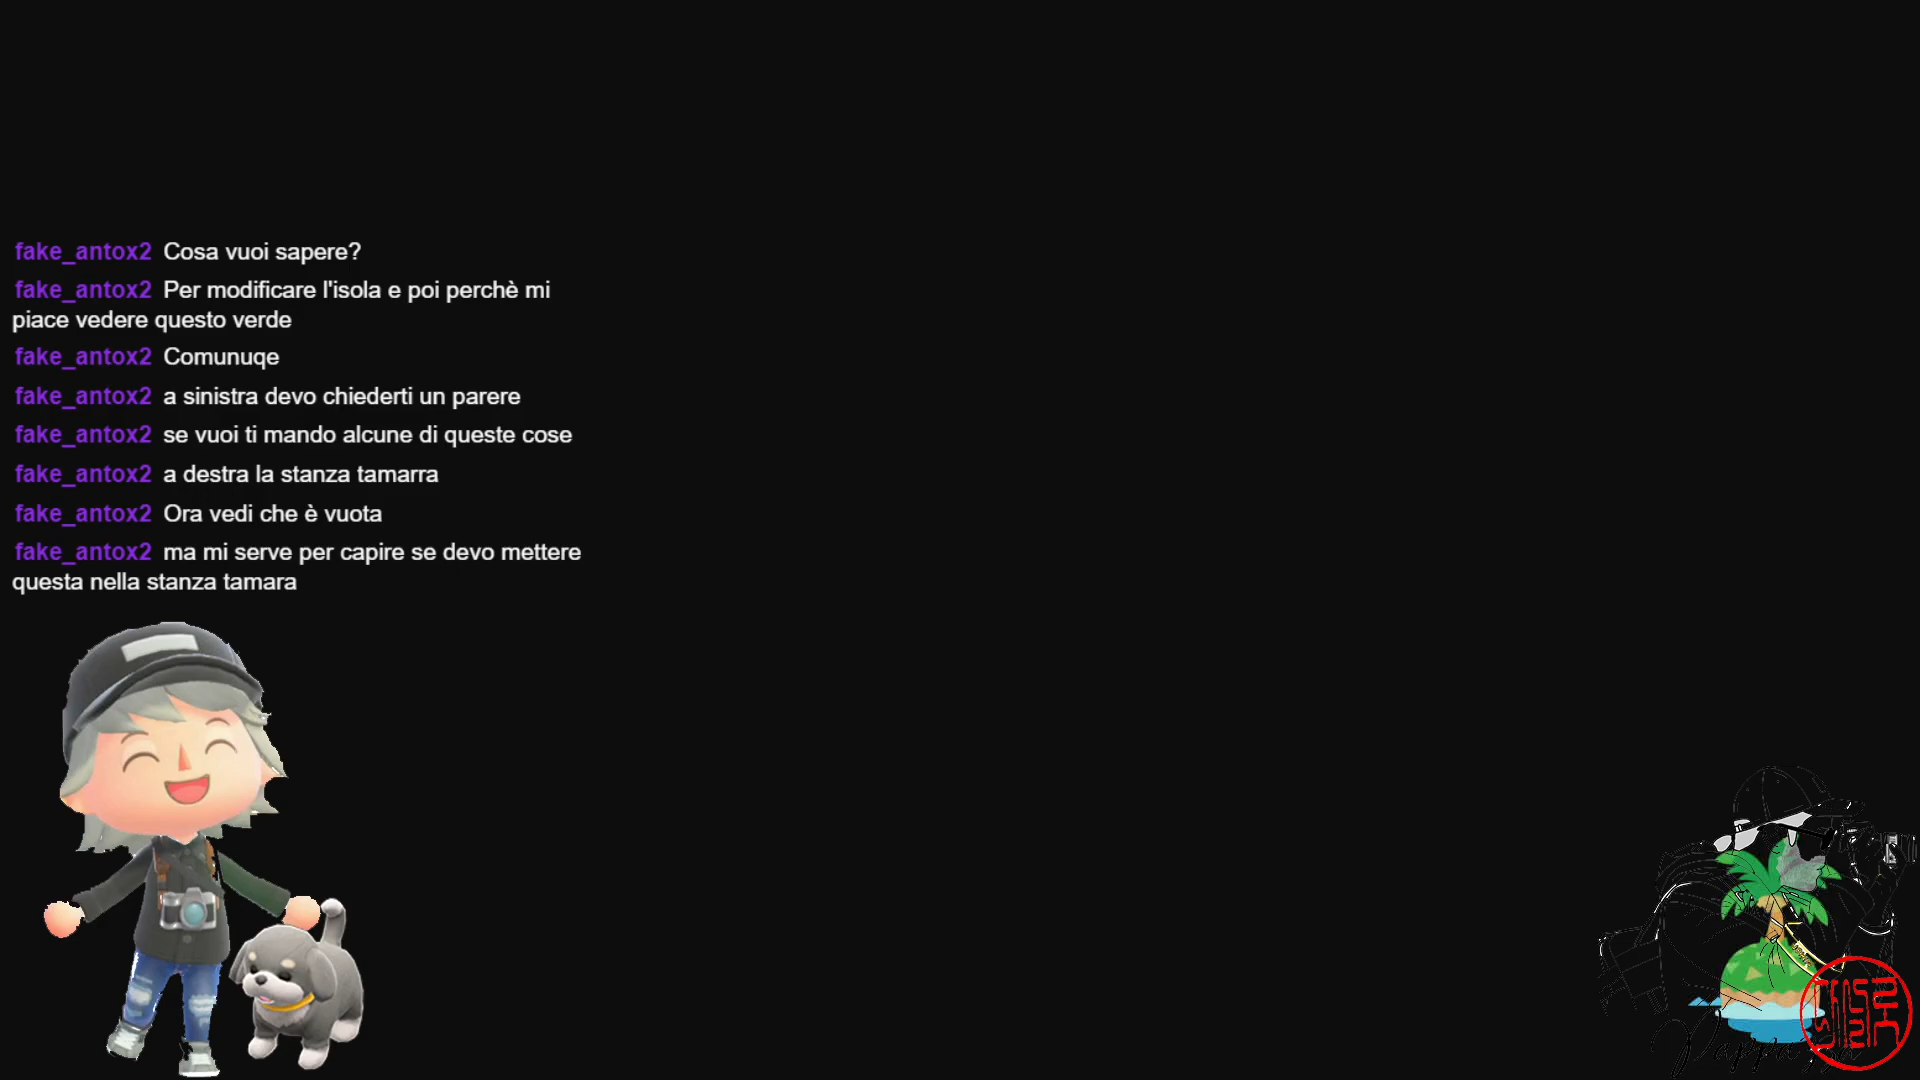 fake_antox2 Cosa vuoi sapere?
fake_antox2 Per modificare l'isola e poi perchè mi
piace vedere questo verde
fake_antox2 Comunuqe
fake_antox2 a sinistra devo chiederti un parere
fake_antox2 se vuoi ti mando alcune di queste cose
fake_antox2 a destra la stanza tamarra
fake_antox2 Ora vedi che è vuota
fake_antox2 ma mi serve per capire se devo mettere
questa nella stanza tamara